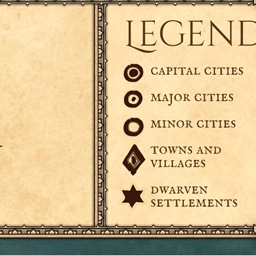 LEGEND
CAPITAL CITIES
MAJOR CITIES
MINOR CITIES
TOWNS AND
VILLAGES
DWARVEN
SETTLEMENTS